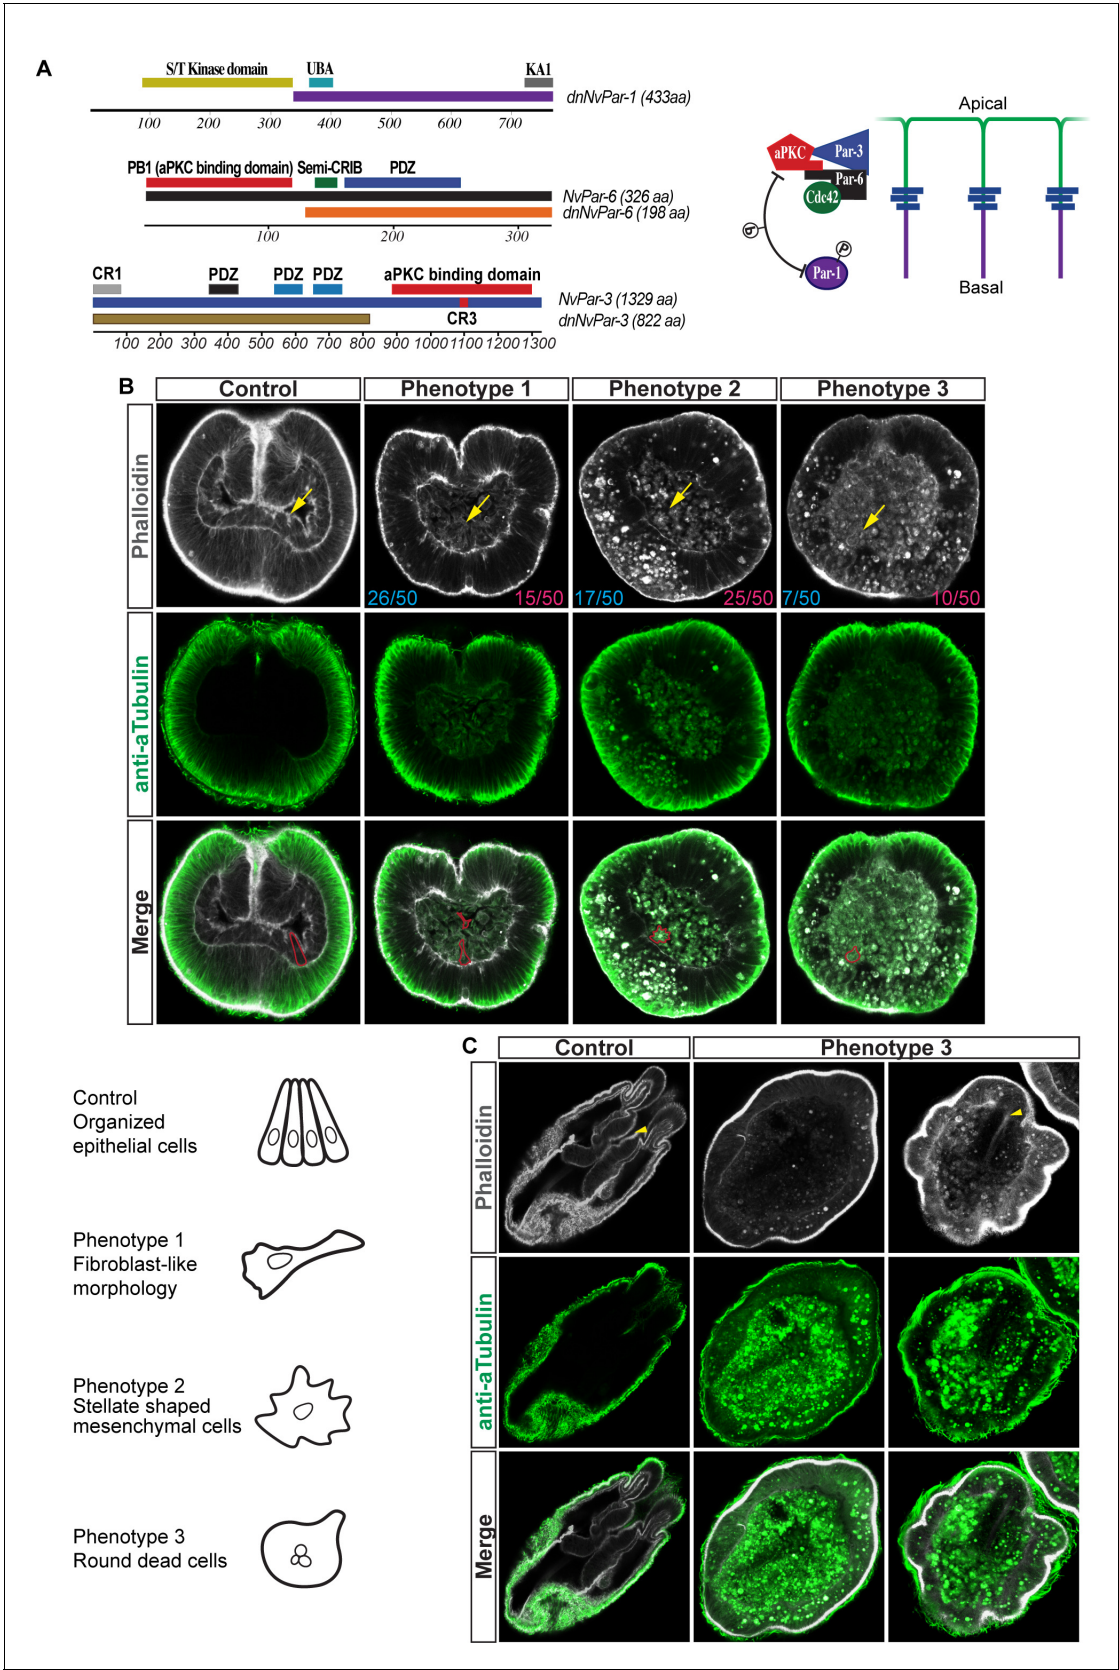 A
S/T Kinase domain UBA KA1
dnNvPar-1 (433aa)
100 200 300 400 500 600 700
PB1 (aPKC binding domain) Semi-CRIB PDZ
NvPar-6 (326 aa)
dnNvPar-6 (198 aa)
100 200 300
CR1 PDZ PDZ PDZ aPKC binding domain
NvPar-3 (1329 aa)
CR3 dnNvPar-3 (822 aa)
100 200 300 400 500 600 700 800 900 1000 1100 1200 1300
Apical
aPKC Par-3
Par-6
Cdc42
P
P
Par-1
Basal
B
Control Phenotype 1 Phenotype 2 Phenotype 3
Phalloidin
26/50 15/50 17/50 25/50 7/50 10/50
anti-aTubulin
Merge
Control
Organized
epithelial cells
Phenotype 1
Fibroblast-like
morphology
Phenotype 2
Stellate shaped
mesenchymal cells
Phenotype 3
Round dead cells
C
Control Phenotype 3
Phalloidin
anti-aTubulin
Merge